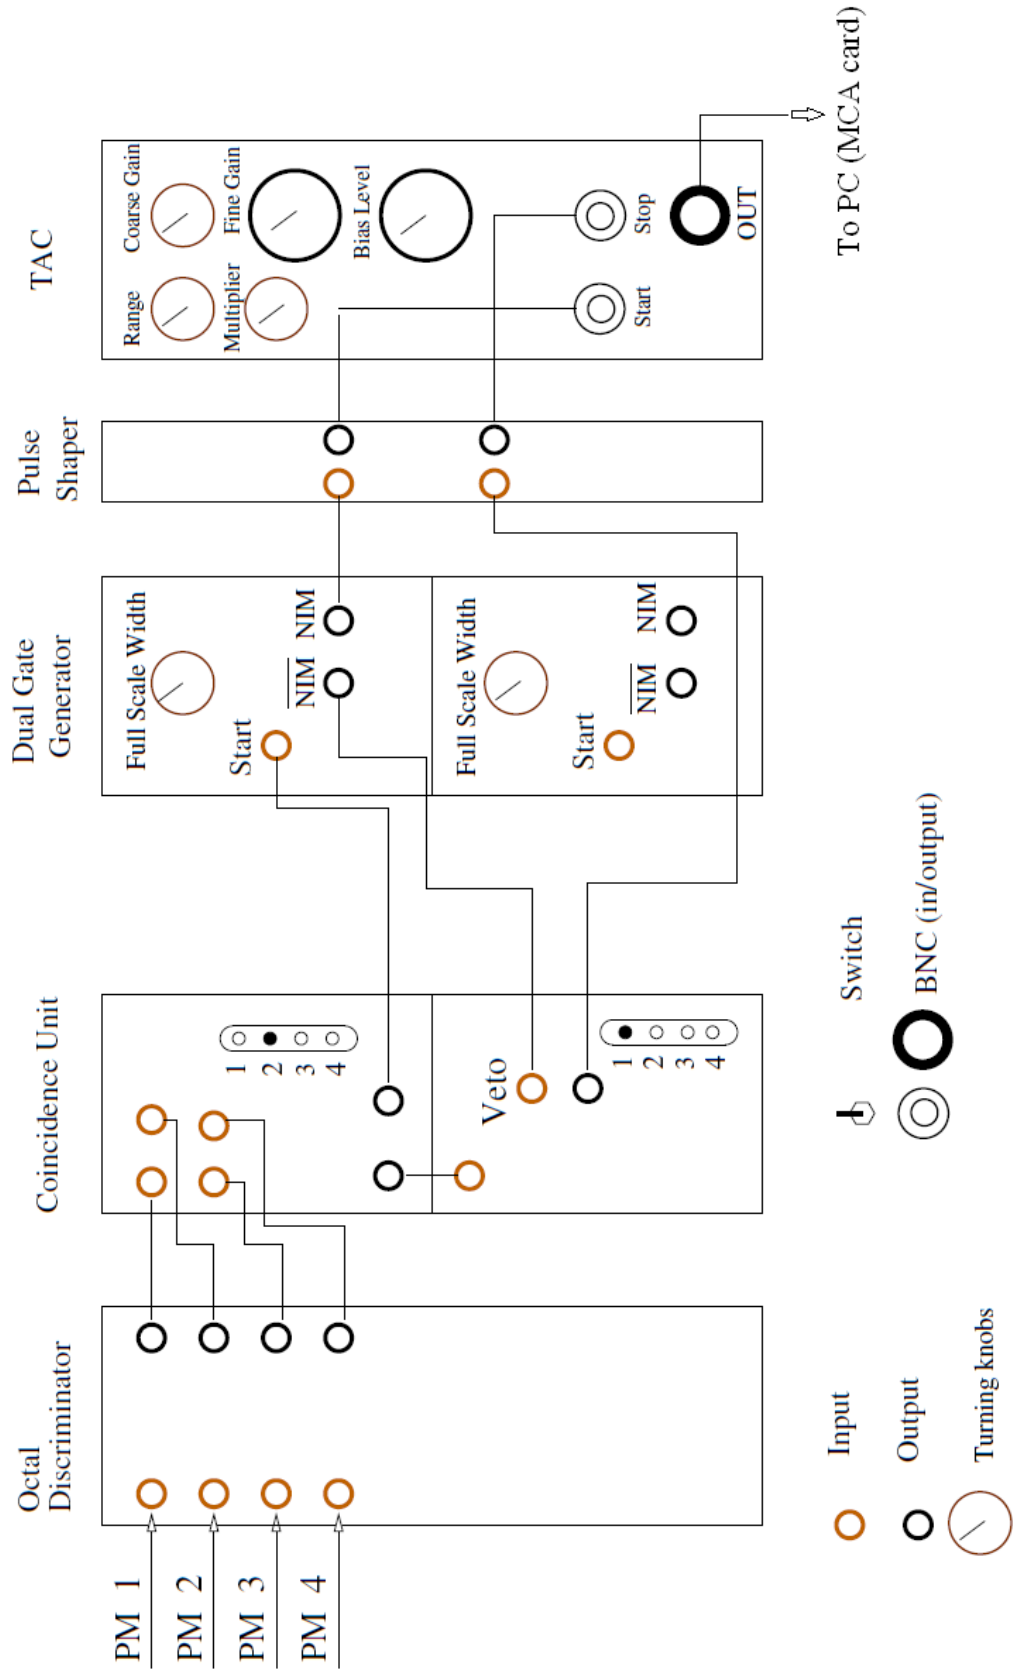 Octal
Discriminator
PM 1
PM 2
PM 3
PM 4
Coincidence Unit
1
2
3
4
Veto
1
2
3
4
Dual Gate
Generator
Full Scale Width
Start
NIM
NIM
Full Scale Width
Start
NIM
NIM
Pulse
Shaper
TAC
Range
Coarse Gain
Multiplier
Fine Gain
Bias Level
Start
Stop
OUT
To PC (MCA card)
Input
Output
Turning knobs
Switch
BNC (in/output)